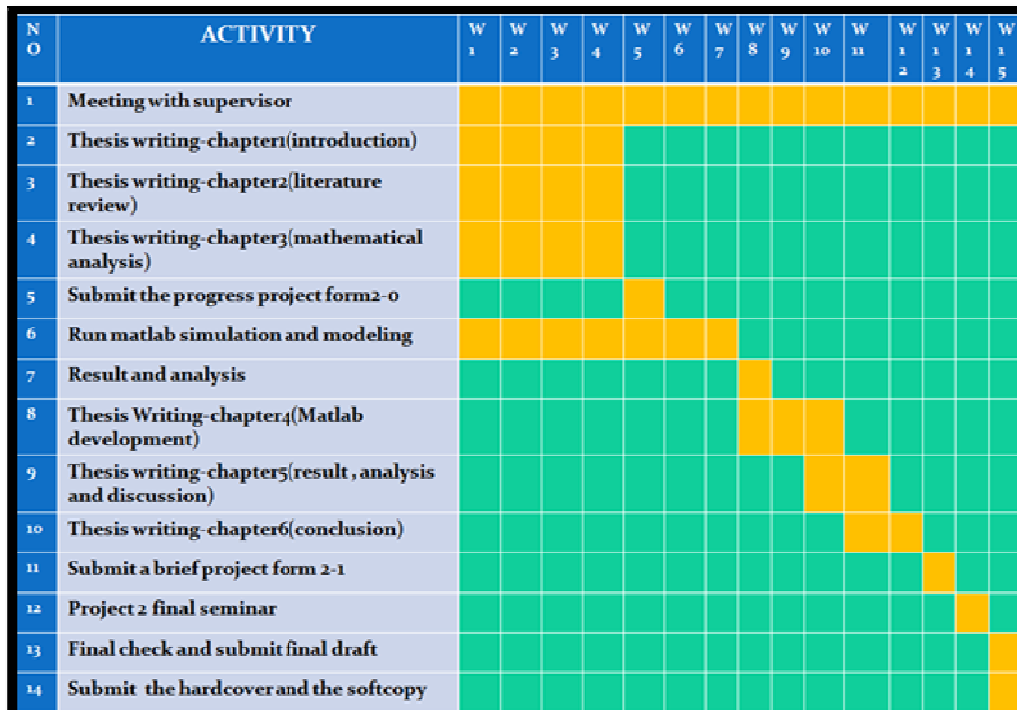 NO ACTIVITY W1 W2 W3 W4 W5 W6 W7 W8 W9 W10 W11 W12 W13 W14 W15
1 Meeting with supervisor
2 Thesis writing-chapter1(introduction)
3 Thesis writing-chapter2(literature
review)
4 Thesis writing-chapter3(mathematical
analysis)
5 Submit the progress project form2-0
6 Run matlab simulation and modeling
7 Result and analysis
8 Thesis Writing-chapter4(Matlab
development)
9 Thesis writing-chapter5(result , analysis
and discussion)
10 Thesis writing-chapter6(conclusion)
11 Submit a brief project form 2-1
12 Project 2 final seminar
13 Final check and submit final draft
14 Submit the hardcover and the softcopy